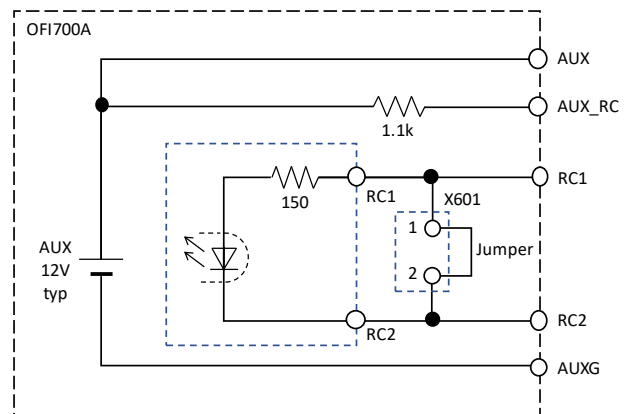 OFI700A
AUX
AUX_RC
1.1k
RC1
RC1
150
X601
1
Jumper
AUX
12V
typ
2
RC2
RC2
AUXG